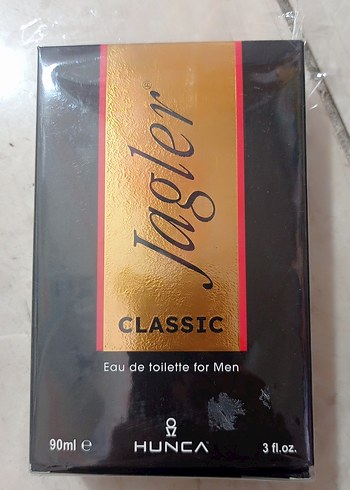 Jagler®
CLASSIC
Eau de toilette for Men
90ml ℮
HUNCA
3 fl.oz.